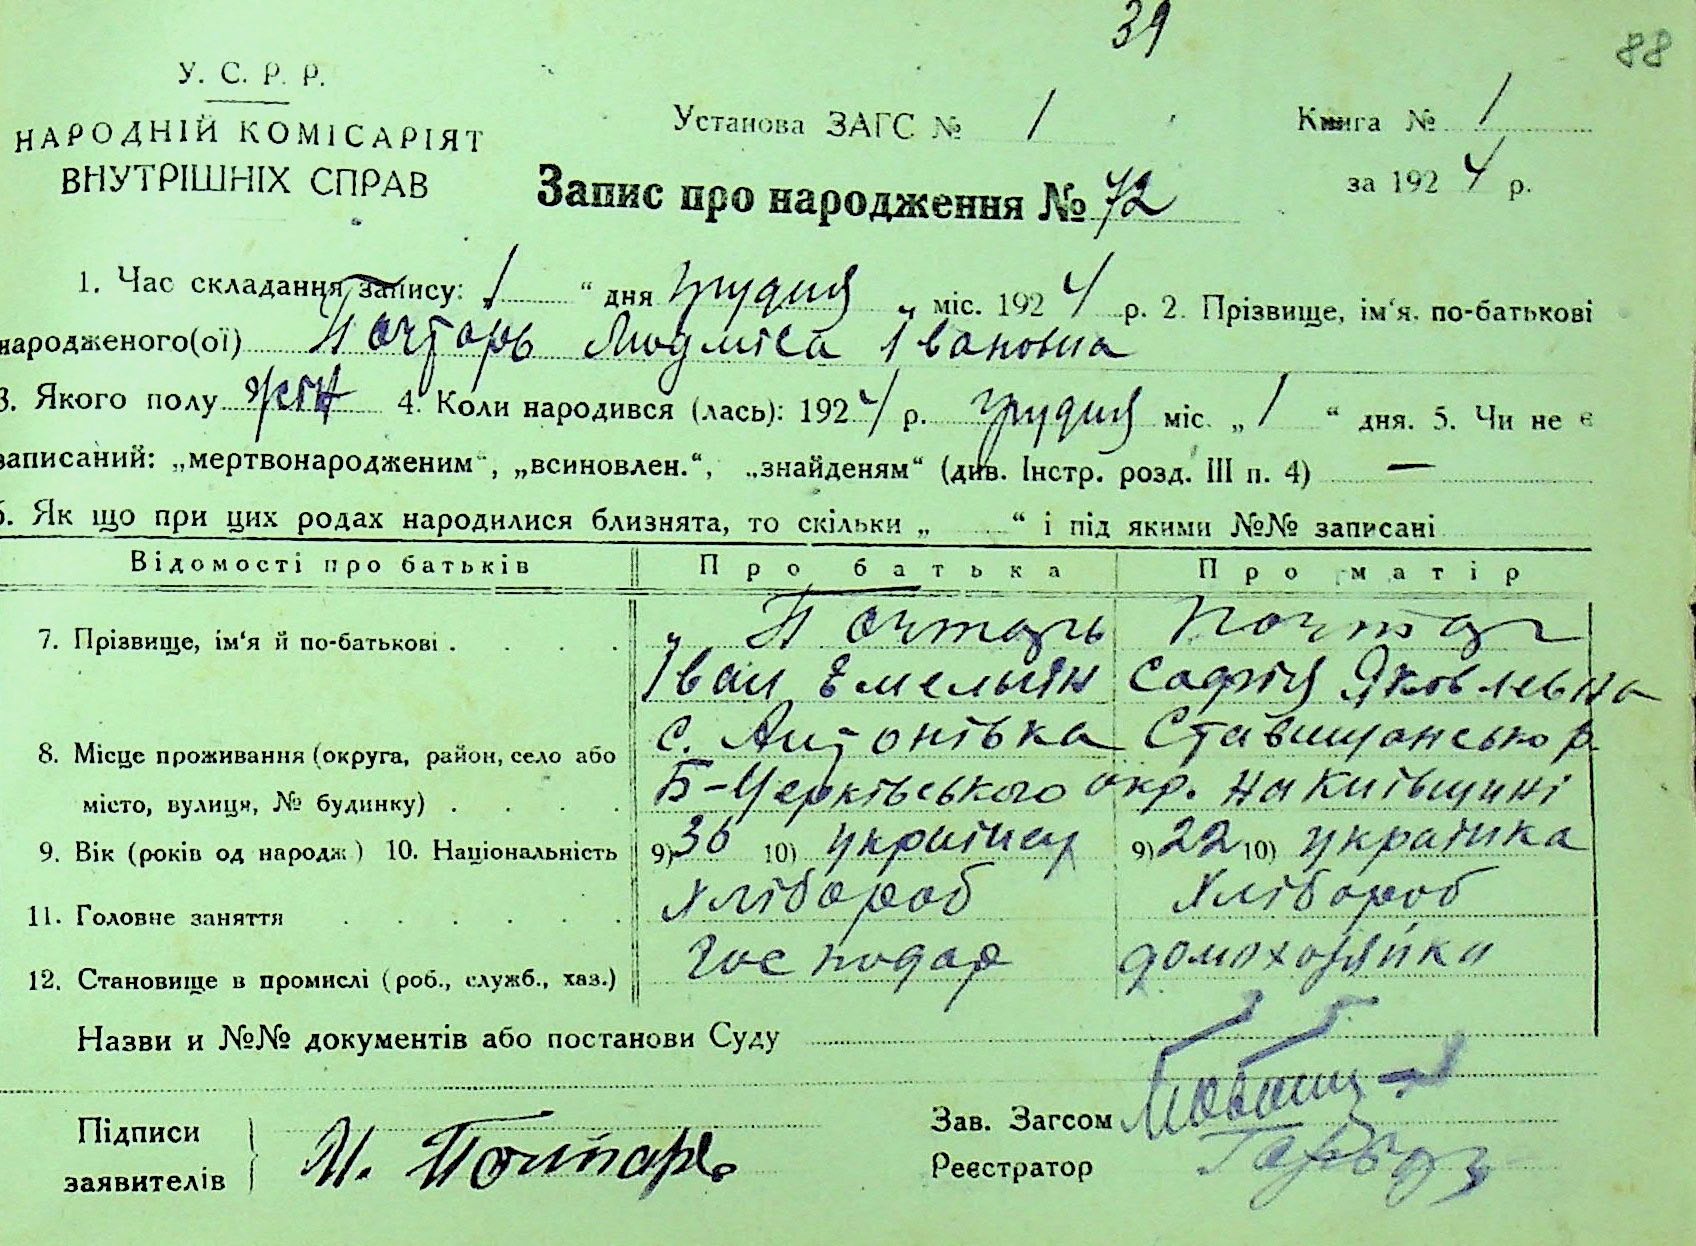 39
88
У. С. Р. Р.
НАРОДНІЙ КОМІСАРІЯТ
ВНУТРІШНІХ СПРАВ
Установа ЗАГС № 1
Книга № 1
за 1924 р.
Запис про народження № 72
1. Час складання запису: „1“ дня грудня міс. 1924 р. 2. Прізвище, ім‘я, по-батькові
народженого(ої) Почтарь Людміла Івановна
3. Якого полу жін 4. Коли народився (лась): 1924 р. грудня міс. „1“ дня. 5. Чи не є
записаний: „мертвонародженим“, „всиновлен.“, „знайденям“ (див. Інстр. розд. III п. 4) —
6. Як що при цих родах народилися близнята, то скільки „ “ і під якими №№ записані
Відомості про батьків Про батька Про матір
7. Прізвище, ім‘я й по-батькові . . . . Почтарь Почтар
Іван Емельян Софія Яковлевна
8. Місце проживання (округа, район, село або с. Антонівка Ставищансько р.
місто, вулиця, № будинку) . . . . Б-Церківського окр. на Київщині
9. Вік (років од народж) 10. Національність 9) 36 10) українец 9) 22 10) українка
11. Головне заняття . . . . . . Хлібороб Хлібороб
12. Становище в промислі (роб., служб., хаз.) господар домохозяйка
Назви и №№ документів або постанови Суду
Підписи
заявителів
И. Почтарь
Зав. Загсом
Реєстратор